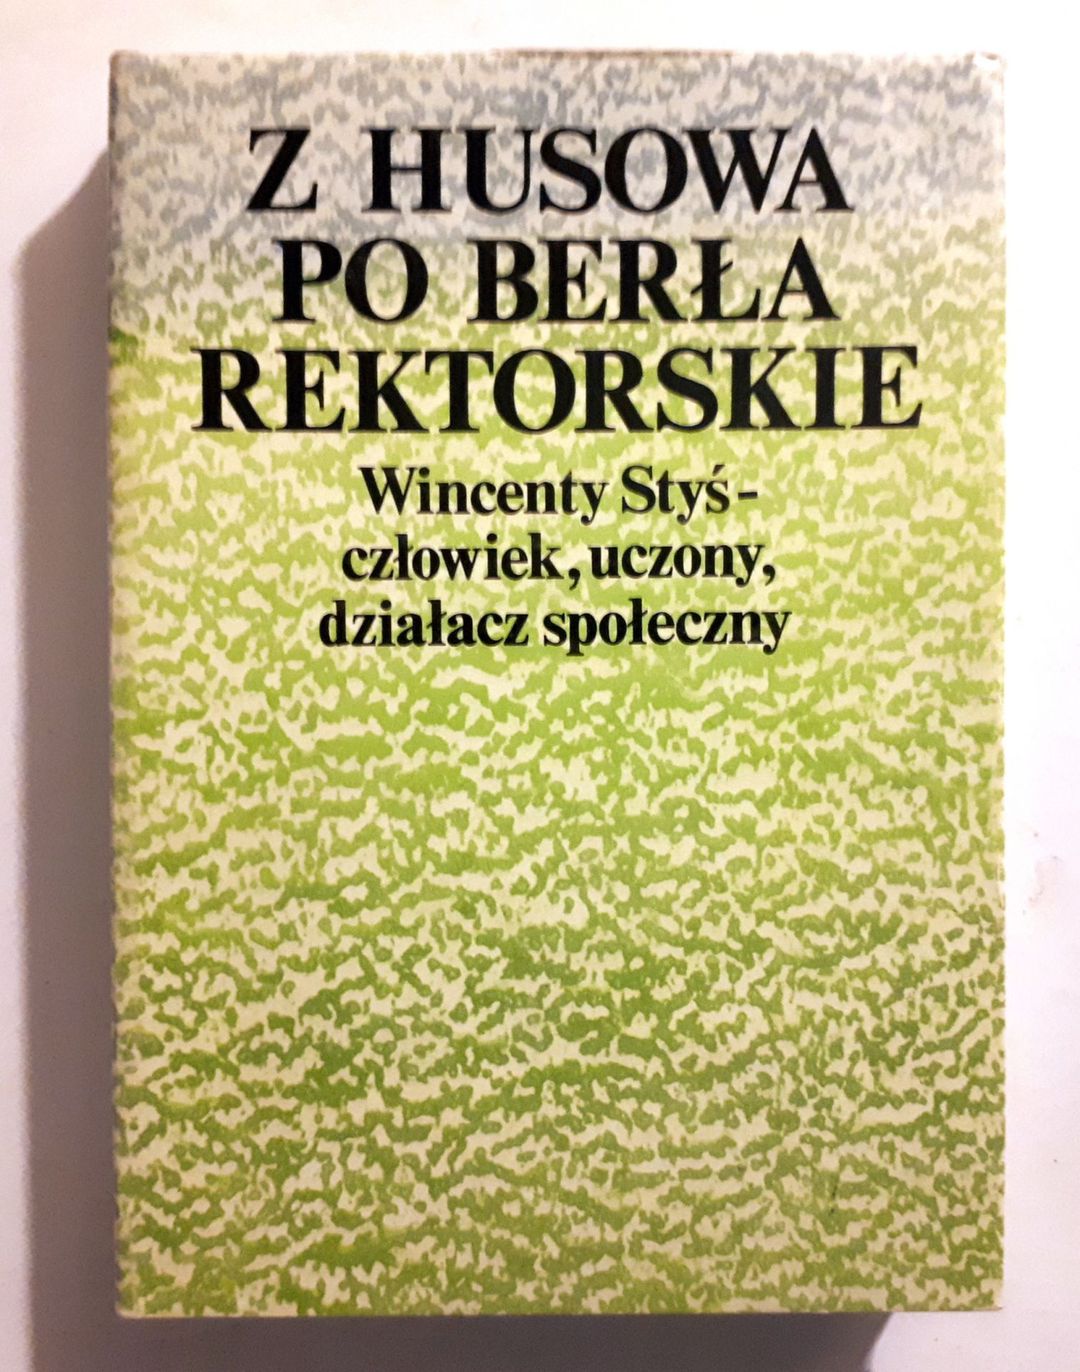 Z HUSOWA
PO BERŁA
REKTORSKIE
Wincenty Styś-
człowiek, uczony,
działacz społeczny